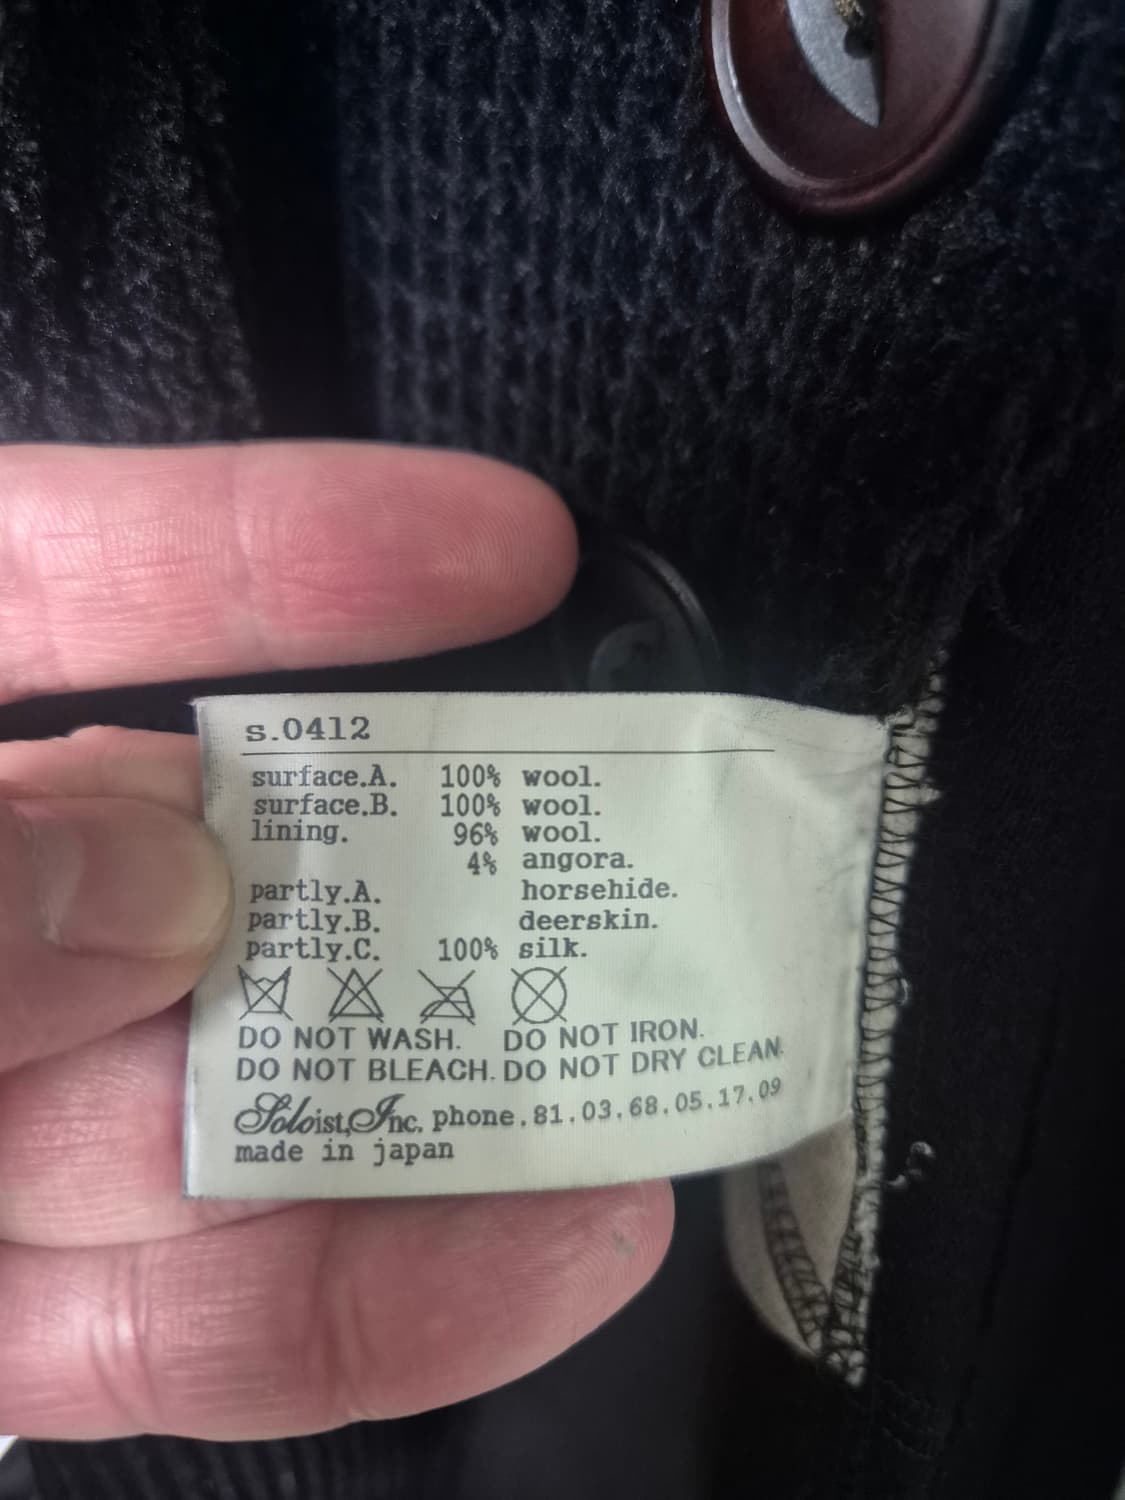 s.0412
surface.A. 100% wool.
surface.B. 100% wool.
lining. 96% wool.
4% angora.
partly.A. horsehide.
partly.B. deerskin.
partly.C. 100% silk.
DO NOT WASH. DO NOT IRON.
DO NOT BLEACH. DO NOT DRY CLEAN.
Soloist,Inc. phone.81.03.68.05.17.09
made in japan